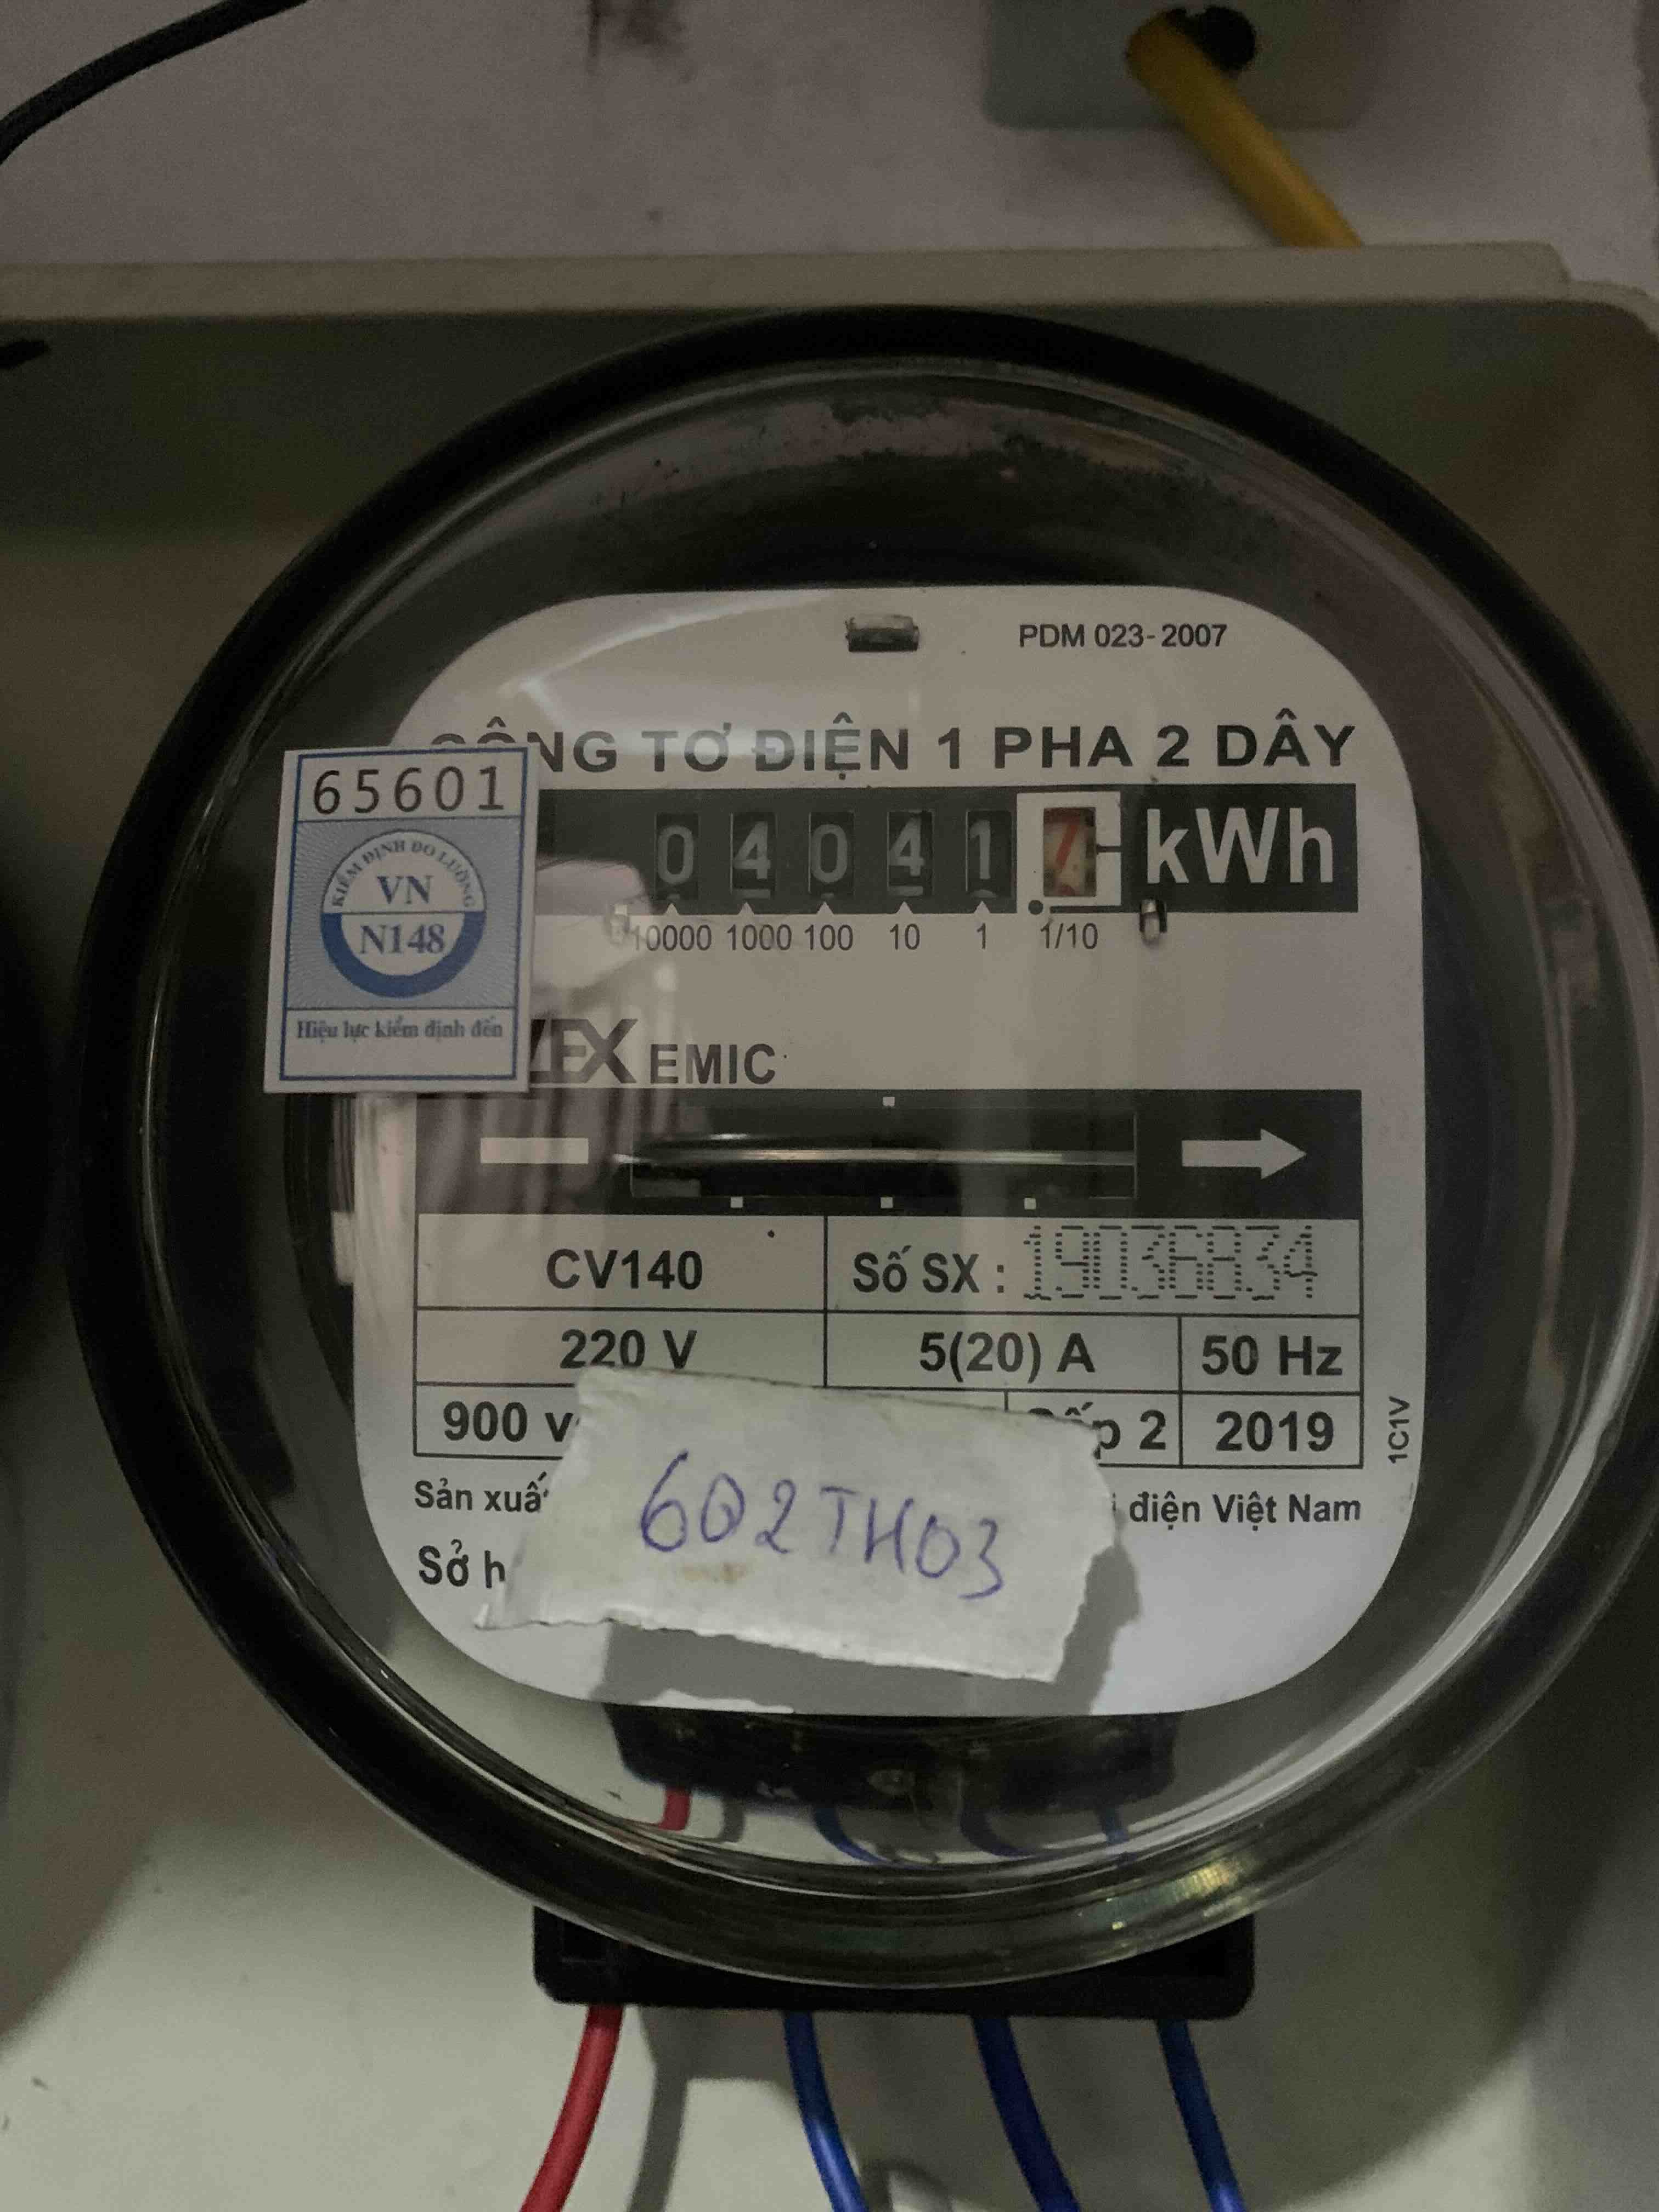 PDM 023-2007
TƠ ĐIỆN 1 PHA 2 DÂY
65601
KIỂM ĐỊNH ĐO LƯỜNG
VN
N148
Hiệu lực kiểm định đến
0 4 0 4 1 7 kWh
10000 1000 100 10 1 1/10
EMIC
CV140
Số SX : 19036834
220 V
5(20) A
50 Hz
900
2
2019
1C1V
Sản
điện Việt Nam
Sở
602TH03